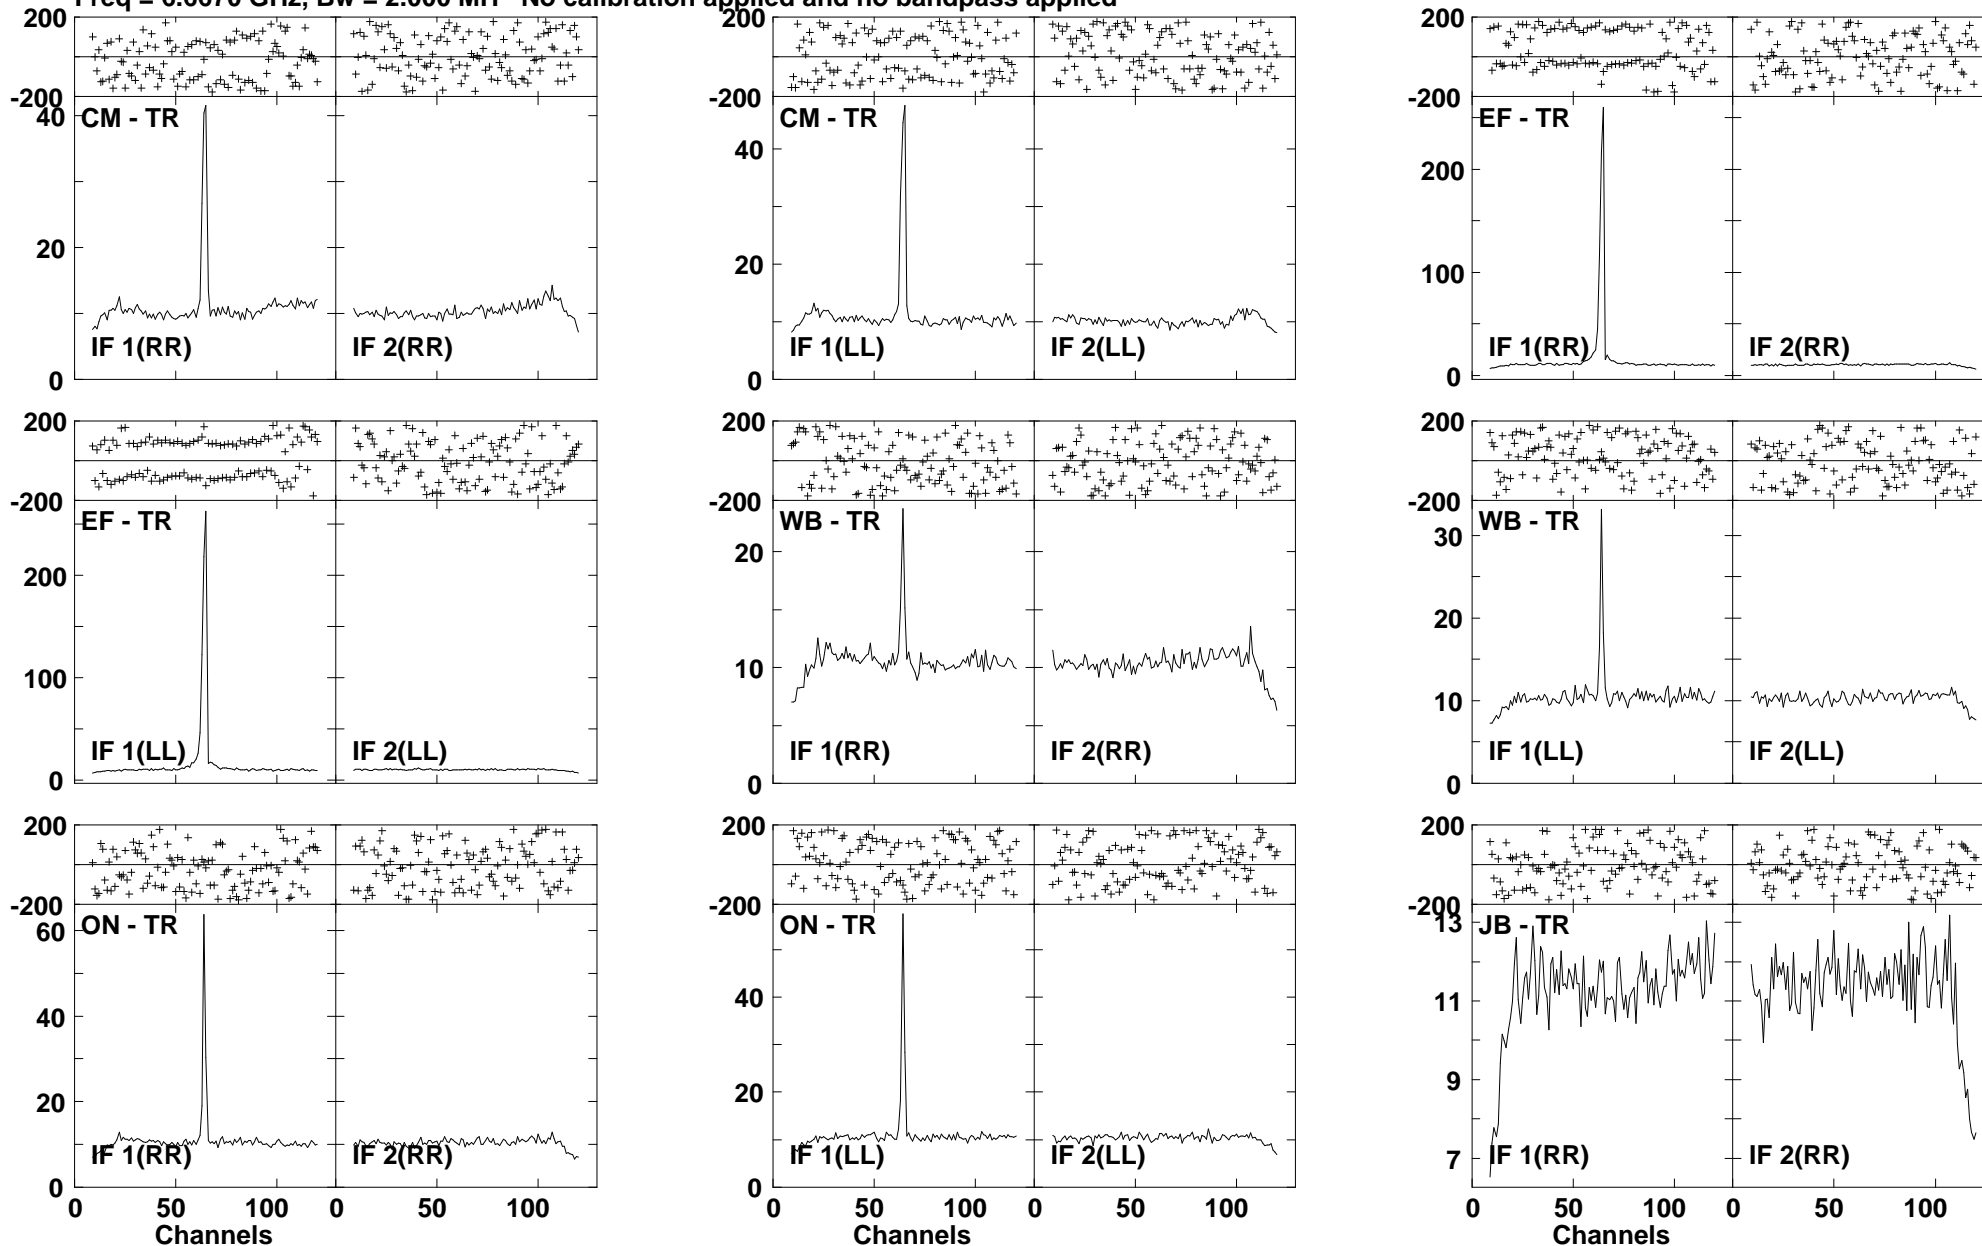 No calibration applied and no bandpass applied
200
-200
CM - TR
40
20
0
IF 1(RR)
IF 2(RR)
200
-200
CM - TR
40
20
0
IF 1(LL)
IF 2(LL)
200
-200
EF - TR
200
100
0
IF 1(RR)
IF 2(RR)
200
-200
EF - TR
200
100
0
IF 1(LL)
IF 2(LL)
200
-200
WB - TR
20
10
0
IF 1(RR)
IF 2(RR)
200
-200
WB - TR
30
20
10
0
IF 1(LL)
IF 2(LL)
200
-200
ON - TR
60
40
20
0
IF 1(RR)
IF 2(RR)
0 50 100 0 50 100
Channels
200
-200
ON - TR
40
20
0
IF 1(LL)
IF 2(LL)
0 50 100 0 50 100
Channels
200
-200
JB - TR
13
11
9
7
IF 1(RR)
IF 2(RR)
0 50 100 0 50 100
Channels